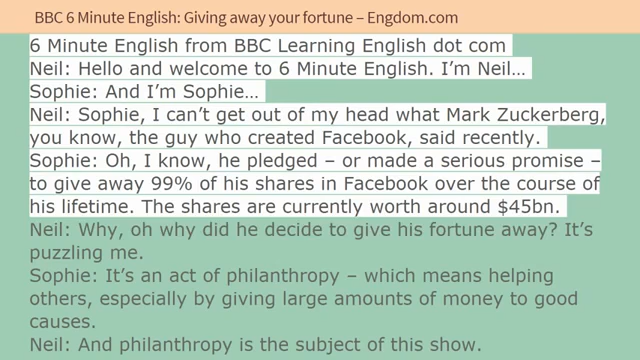 BBC 6 Minute English: Giving away your fortune – Engdom.com
6 Minute English from BBC Learning English dot com
Neil: Hello and welcome to 6 Minute English. I’m Neil…
Sophie: And I’m Sophie…
Neil: Sophie, I can’t get out of my head what Mark Zuckerberg,
you know, the guy who created Facebook, said recently.
Sophie: Oh, I know, he pledged – or made a serious promise –
to give away 99% of his shares in Facebook over the course of
his lifetime. The shares are currently worth around $45bn.
Neil: Why, oh why did he decide to give his fortune away? It’s
puzzling me.
Sophie: It’s an act of philanthropy – which means helping
others, especially by giving large amounts of money to good
causes.
Neil: And philanthropy is the subject of this show.